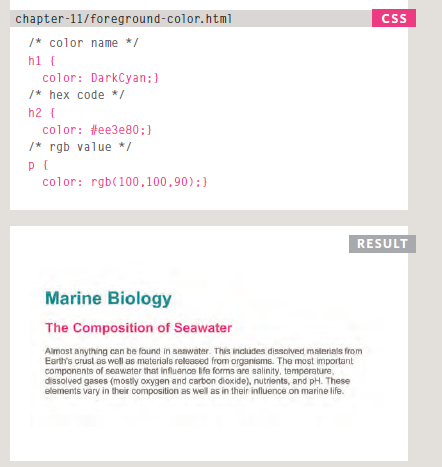 chapter-11/foreground-color.html CSS
/* color name */
h1 {
color: DarkCyan;}
/* hex code */
h2 {
color: #ee3e80;}
/* rgb value */
p {
color: rgb(100,100,90);}
RESULT
Marine Biology
The Composition of Seawater
Almost anything can be found in seawater. This includes dissolved materials from
Earth's crust as well as materials released from organisms. The most important
components of seawater that influence life forms are salinity, temperature,
dissolved gases (mostly oxygen and carbon dioxide), nutrients, and pH. These
elements vary in their composition as well as in their influence on marine life.